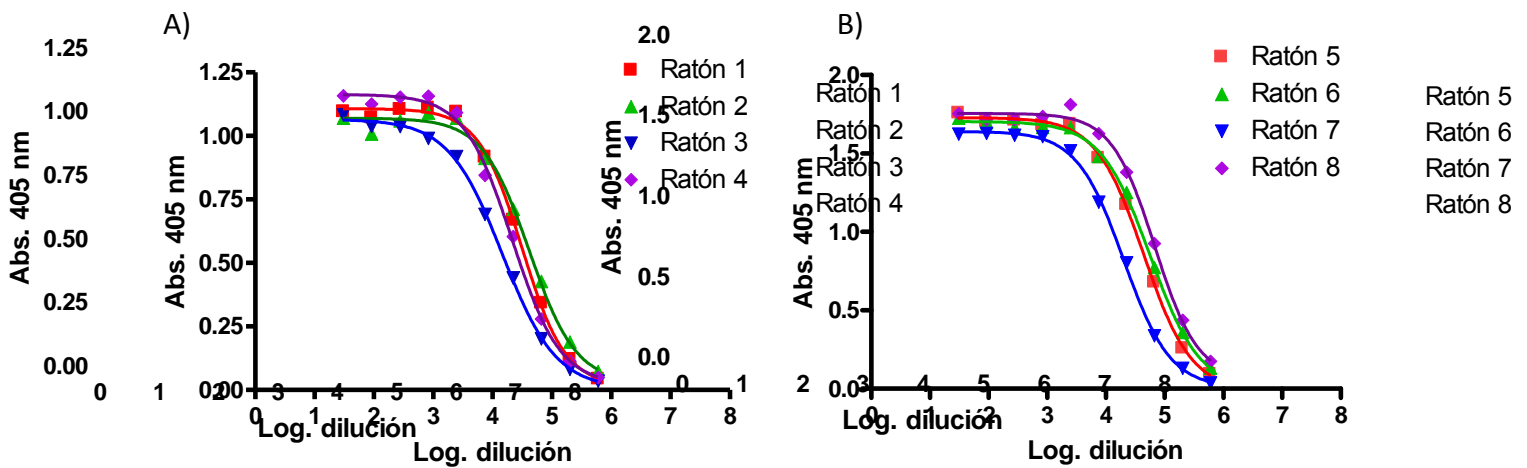 A)
B)
1.25
1.00
0.75
0.50
0.25
0.00
Abs. 405 nm
0 1 2 3 4 5 6 7 8
Log. dilución
1.25
1.00
0.75
0.50
0.25
0.00
Abs. 405 nm
0 1 2 3 4 5 6 7 8
Log. dilución
Ratón 1
Ratón 2
Ratón 3
Ratón 4
2.0
1.5
1.0
0.5
0.0
Abs. 405 nm
0 1 2 3 4 5 6 7 8
Log. dilución
Ratón 1
Ratón 2
Ratón 3
Ratón 4
2.0
1.5
1.0
0.5
0.0
Abs. 405 nm
0 1 2 3 4 5 6 7 8
Log. dilución
Ratón 5
Ratón 6
Ratón 7
Ratón 8
Ratón 5
Ratón 6
Ratón 7
Ratón 8